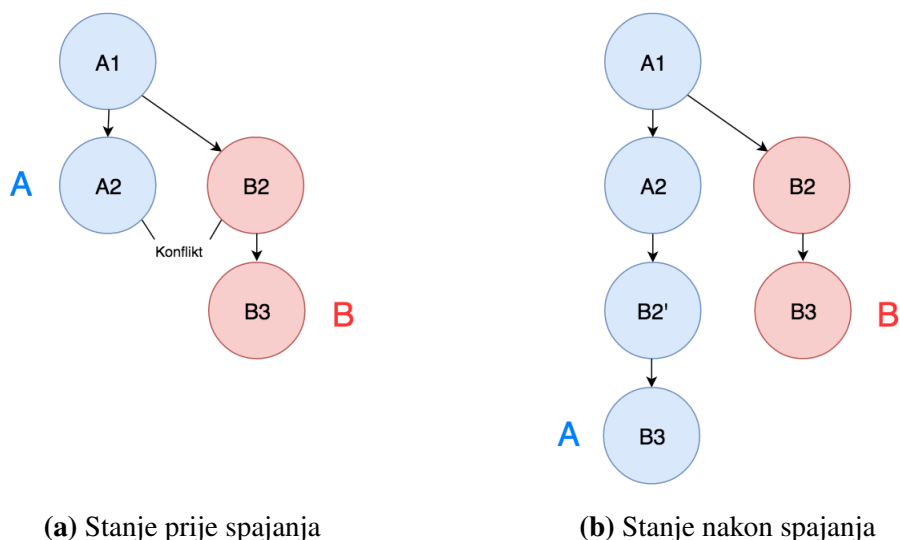 A1
A2
B2
A
Konflikt
B3
B
(a) Stanje prije spajanja
A1
A2
B2
B2'
B3
B
A
B3
(b) Stanje nakon spajanja